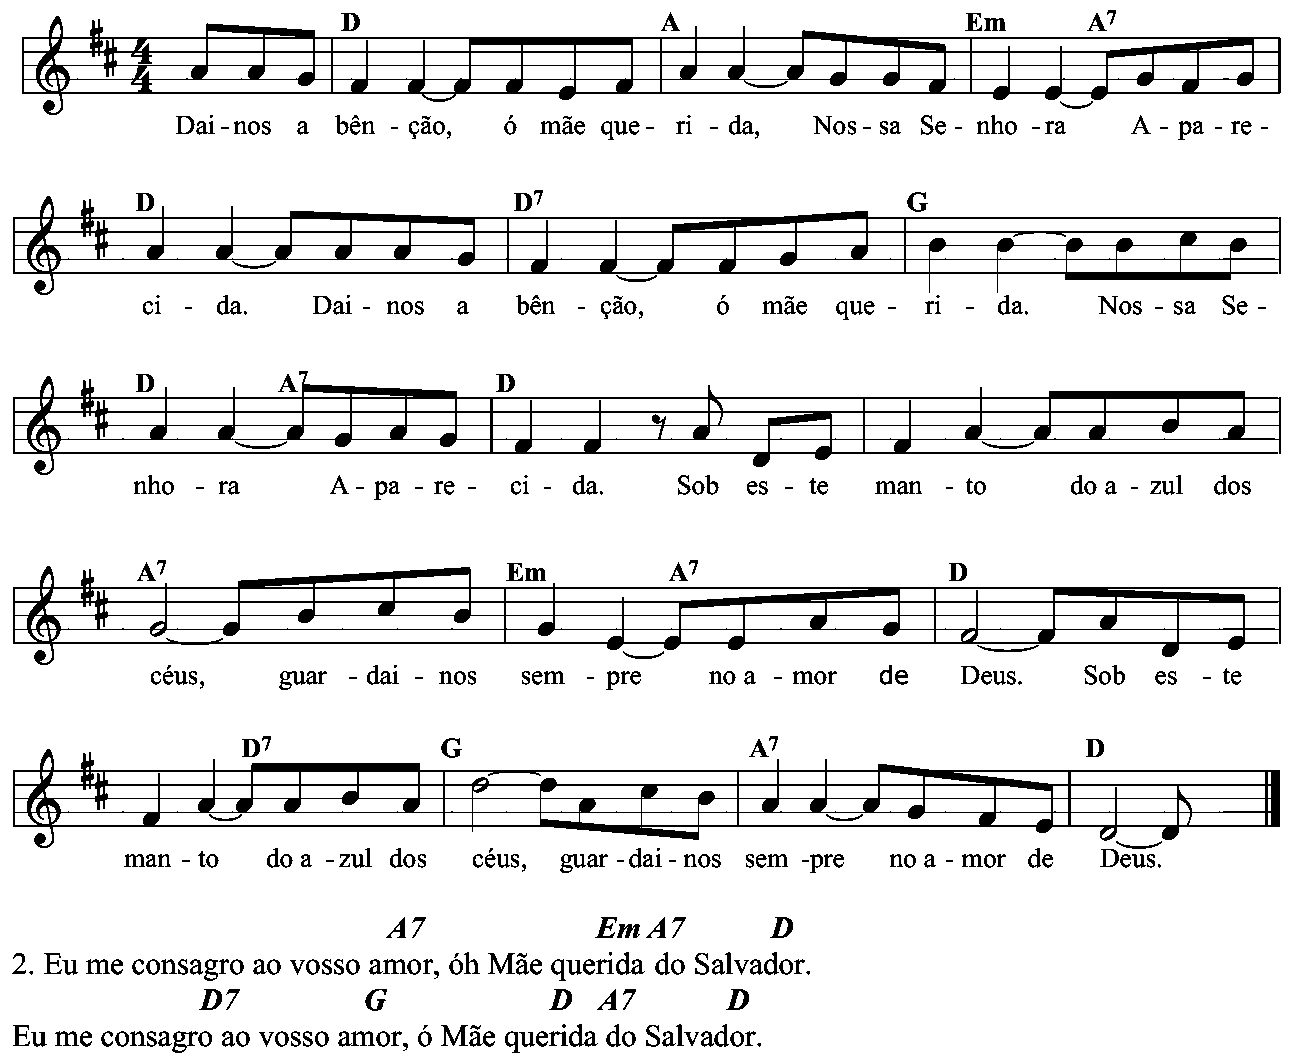 D A Em A7
4 4
Dai-nos a bên-ção, ó mãe que-ri-da, Nos-sa Se-nho-ra A-pa-re-
D D7 G
ci-da. Dai-nos a bên-ção, ó mãe que-ri-da. Nos-sa Se-
D A7 D
nho-ra A-pa-re-ci-da. Sob es-te man-to do a-zul dos
A7 Em A7 D
céus, guar-dai-nos sem-pre no a-mor de Deus. Sob es-te
D7 G A7 D
man-to do a-zul dos céus, guar-dai-nos sem-pre no a-mor de Deus.
A7 Em A7 D
2. Eu me consagro ao vosso amor, óh Mãe querida do Salvador.
D7 G D A7 D
Eu me consagro ao vosso amor, ó Mãe querida do Salvador.